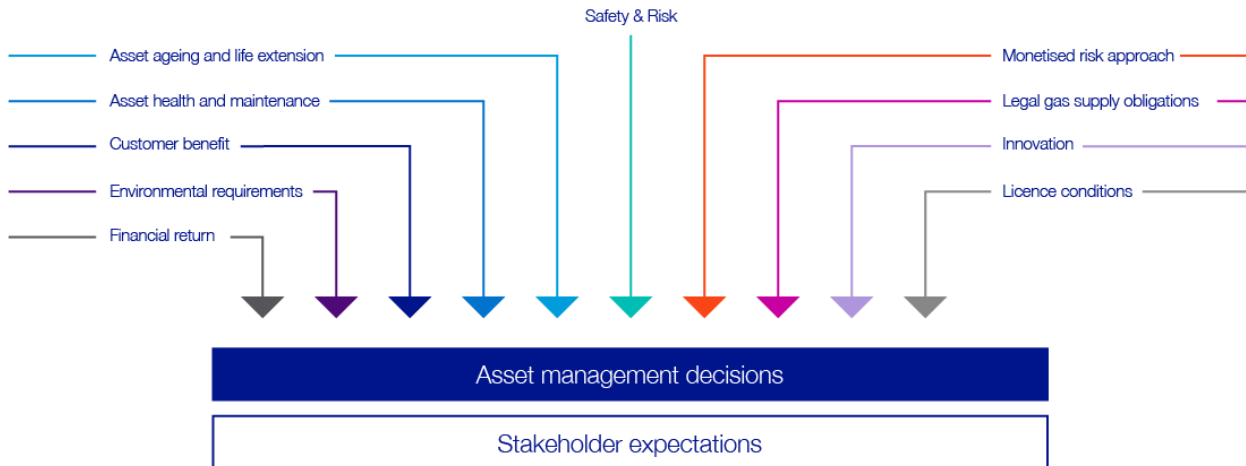 Safety & Risk
Asset ageing and life extension
Monetised risk approach
Asset health and maintenance
Legal gas supply obligations
Customer benefit
Innovation
Environmental requirements
Licence conditions
Financial return
Asset management decisions
Stakeholder expectations